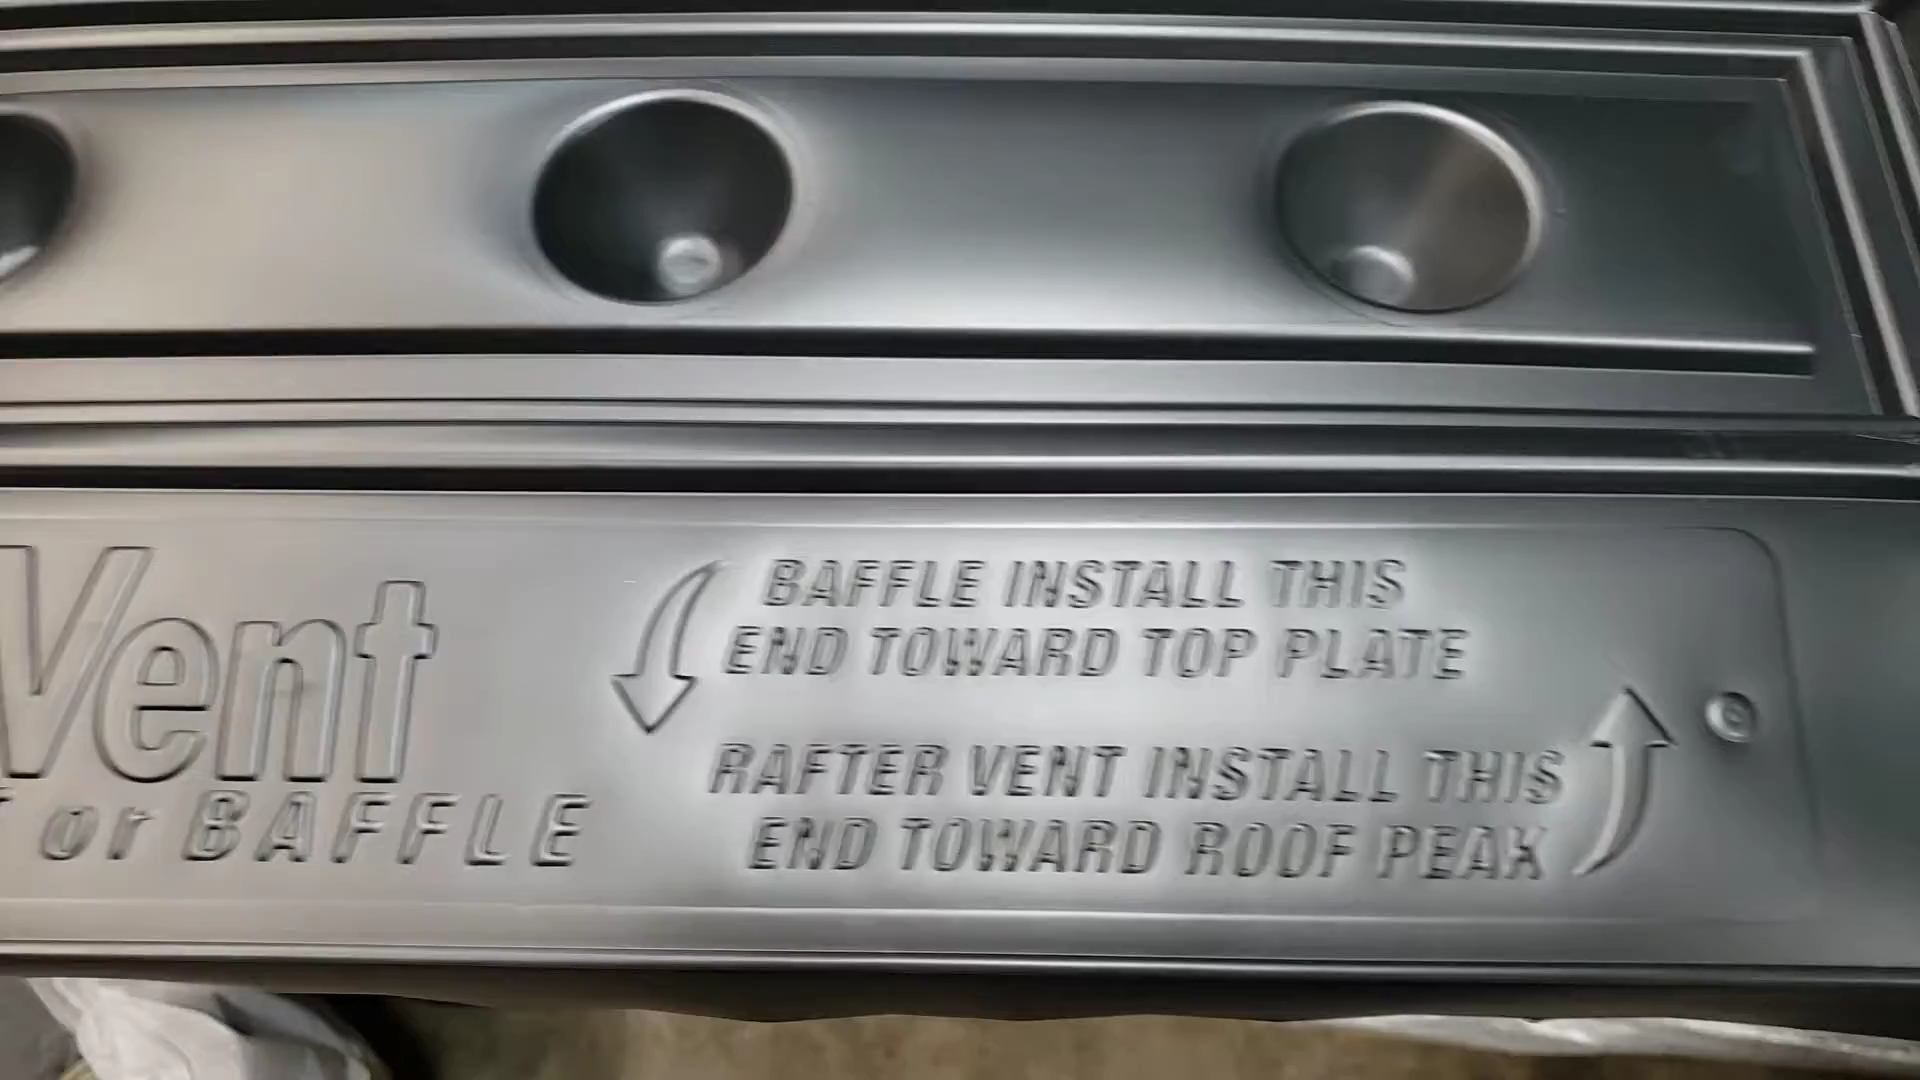 Vent
or BAFFLE
BAFFLE INSTALL THIS
END TOWARD TOP PLATE
RAFTER VENT INSTALL THIS
END TOWARD ROOF PEAK